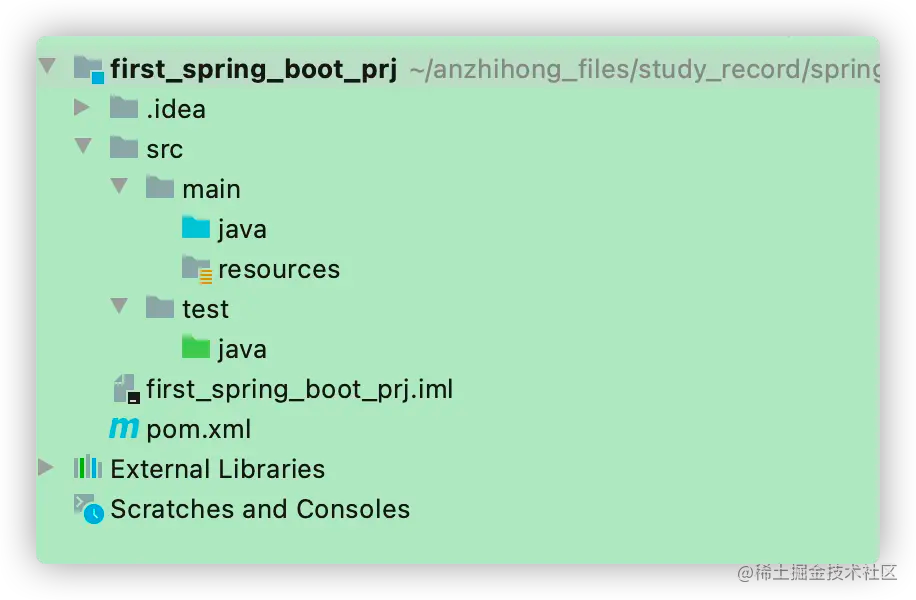 first_spring_boot_prj ~/anzhihong_files/study_record/spring
.idea
src
main
java
resources
test
java
first_spring_boot_prj.iml
pom.xml
External Libraries
Scratches and Consoles
@稀土掘金技术社区